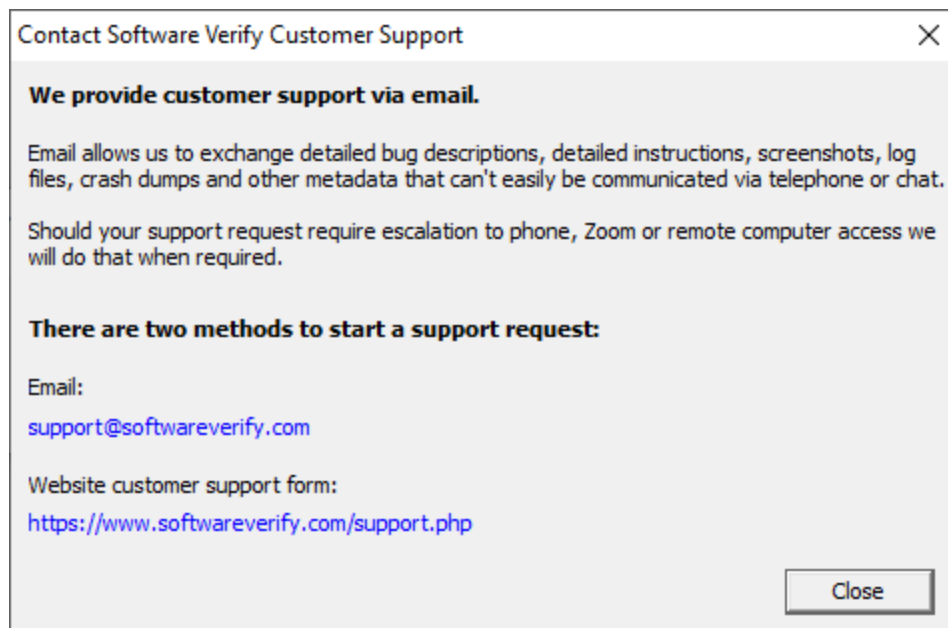 Contact Software Verify Customer Support
We provide customer support via email.
Email allows us to exchange detailed bug descriptions, detailed instructions, screenshots, log
files, crash dumps and other metadata that can't easily be communicated via telephone or chat.
Should your support request require escalation to phone, Zoom or remote computer access we
will do that when required.
There are two methods to start a support request:
Email:
support@softwareverify.com
Website customer support form:
https://www.softwareverify.com/support.php
Close